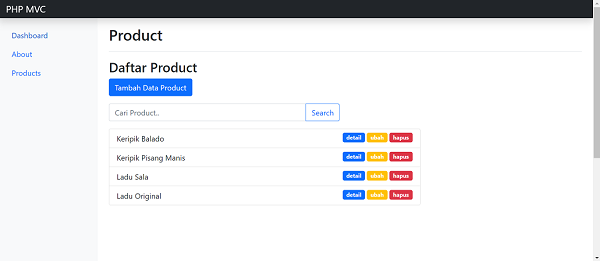 PHP MVC
Dashboard
About
Products
Product
Daftar Product
Tambah Data Product
Cari Product.. Search
Keripik Balado detail ubah hapus
Keripik Pisang Manis detail ubah hapus
Ladu Sala detail ubah hapus
Ladu Original detail ubah hapus